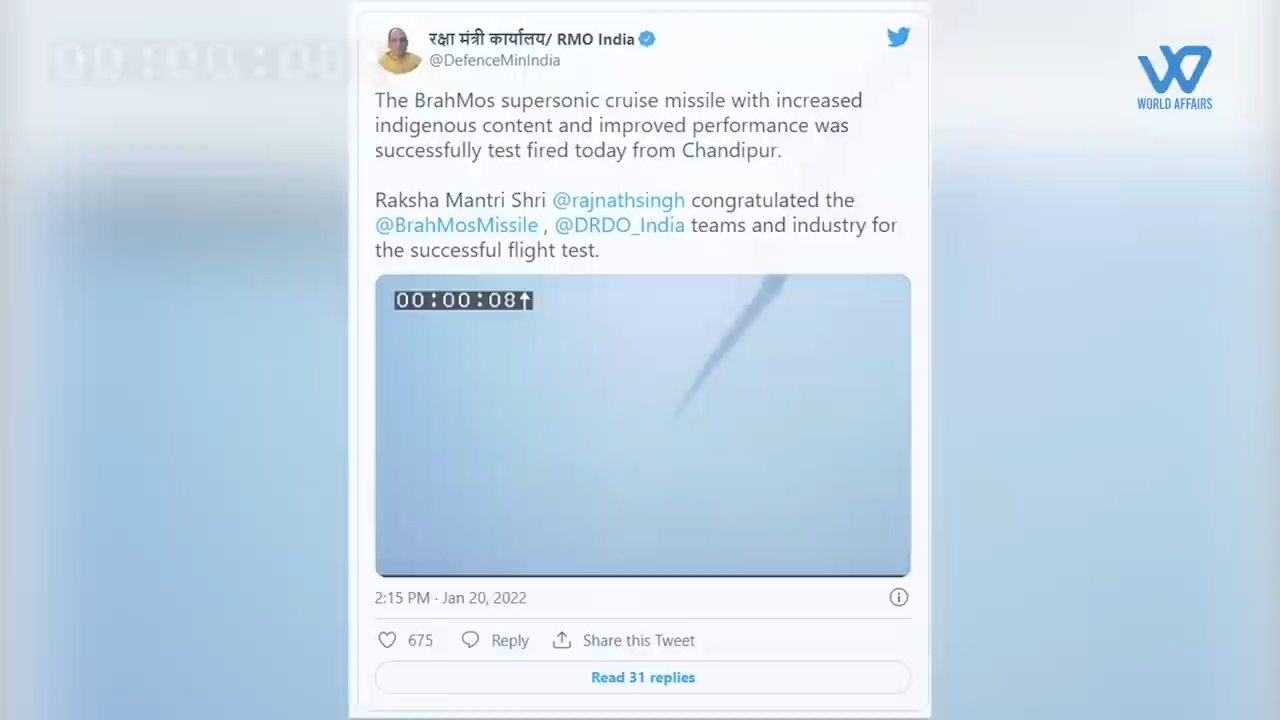 00:00:08
रक्षा मंत्री कार्यालय/ RMO India
@DefenceMinIndia
WORLD AFFAIRS
The BrahMos supersonic cruise missile with increased
indigenous content and improved performance was
successfully test fired today from Chandipur.
Raksha Mantri Shri @rajnathsingh congratulated the
@BrahMosMissile , @DRDO_India teams and industry for
the successful flight test.
00:00:08↑
2:15 PM · Jan 20, 2022
675 Reply Share this Tweet
Read 31 replies